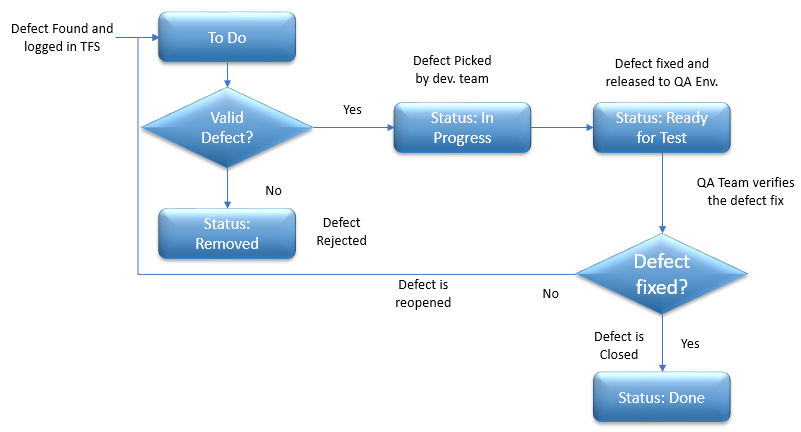 Defect Found and
logged in TFS
To Do
Defect Picked
by dev. team
Defect fixed and
released to QA Env.
Valid
Defect?
Yes
Status: In
Progress
Status: Ready
for Test
No
QA Team verifies
the defect fix
Status:
Removed
Defect
Rejected
Defect
fixed?
Defect is
reopened
No
Defect is
Closed
Yes
Status: Done